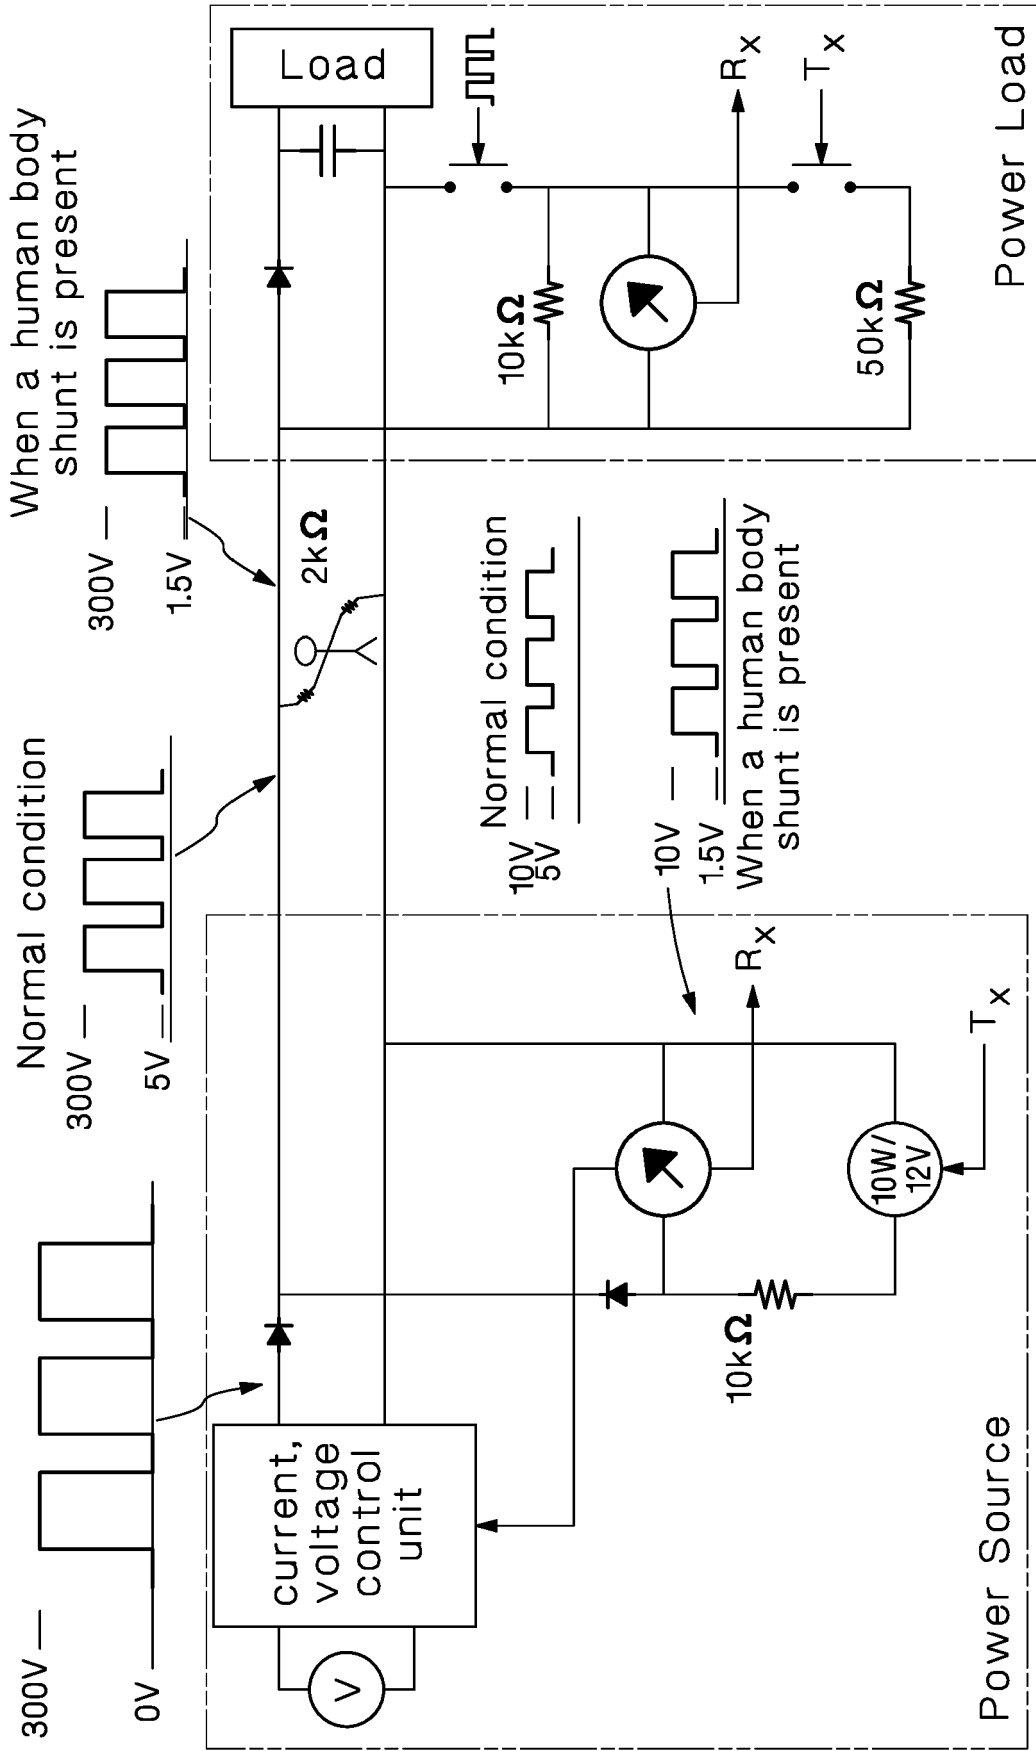 300V
0V
Normal condition
300V
5V
When a human body
shunt is present
300V
1.5V
V
current,
voltage
control
unit
2kΩ
Load
10kΩ
Rx
Tx
50kΩ
Power Load
Normal condition
10V
5V
10V
1.5V
When a human body
shunt is present
Rx
10kΩ
10W/
12V
Tx
Power Source